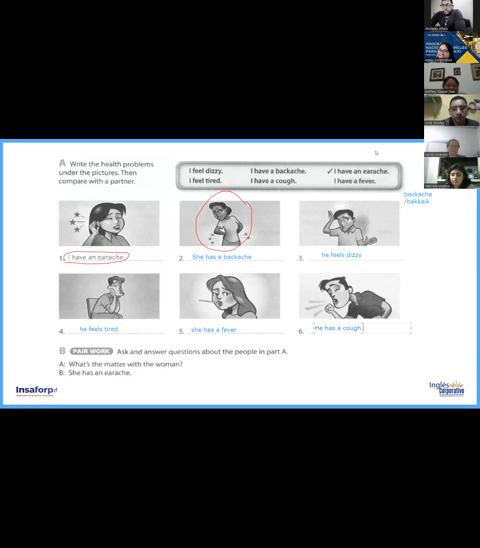 A Write the health problems
under the pictures. Then
compare with a partner.
I feel dizzy. I have a backache. ✓ I have an earache.
I feel tired. I have a cough. I have a fever.
backache
/bakkeik
1. I have an earache.
2. She has a backache
3. he feels dizzy
4. he feels tired
5. she has a fever
6. He has a cough.
B PAIR WORK Ask and answer questions about the people in part A.
A: What's the matter with the woman?
B: She has an earache.
Insaforp
Inglés
Corporativo